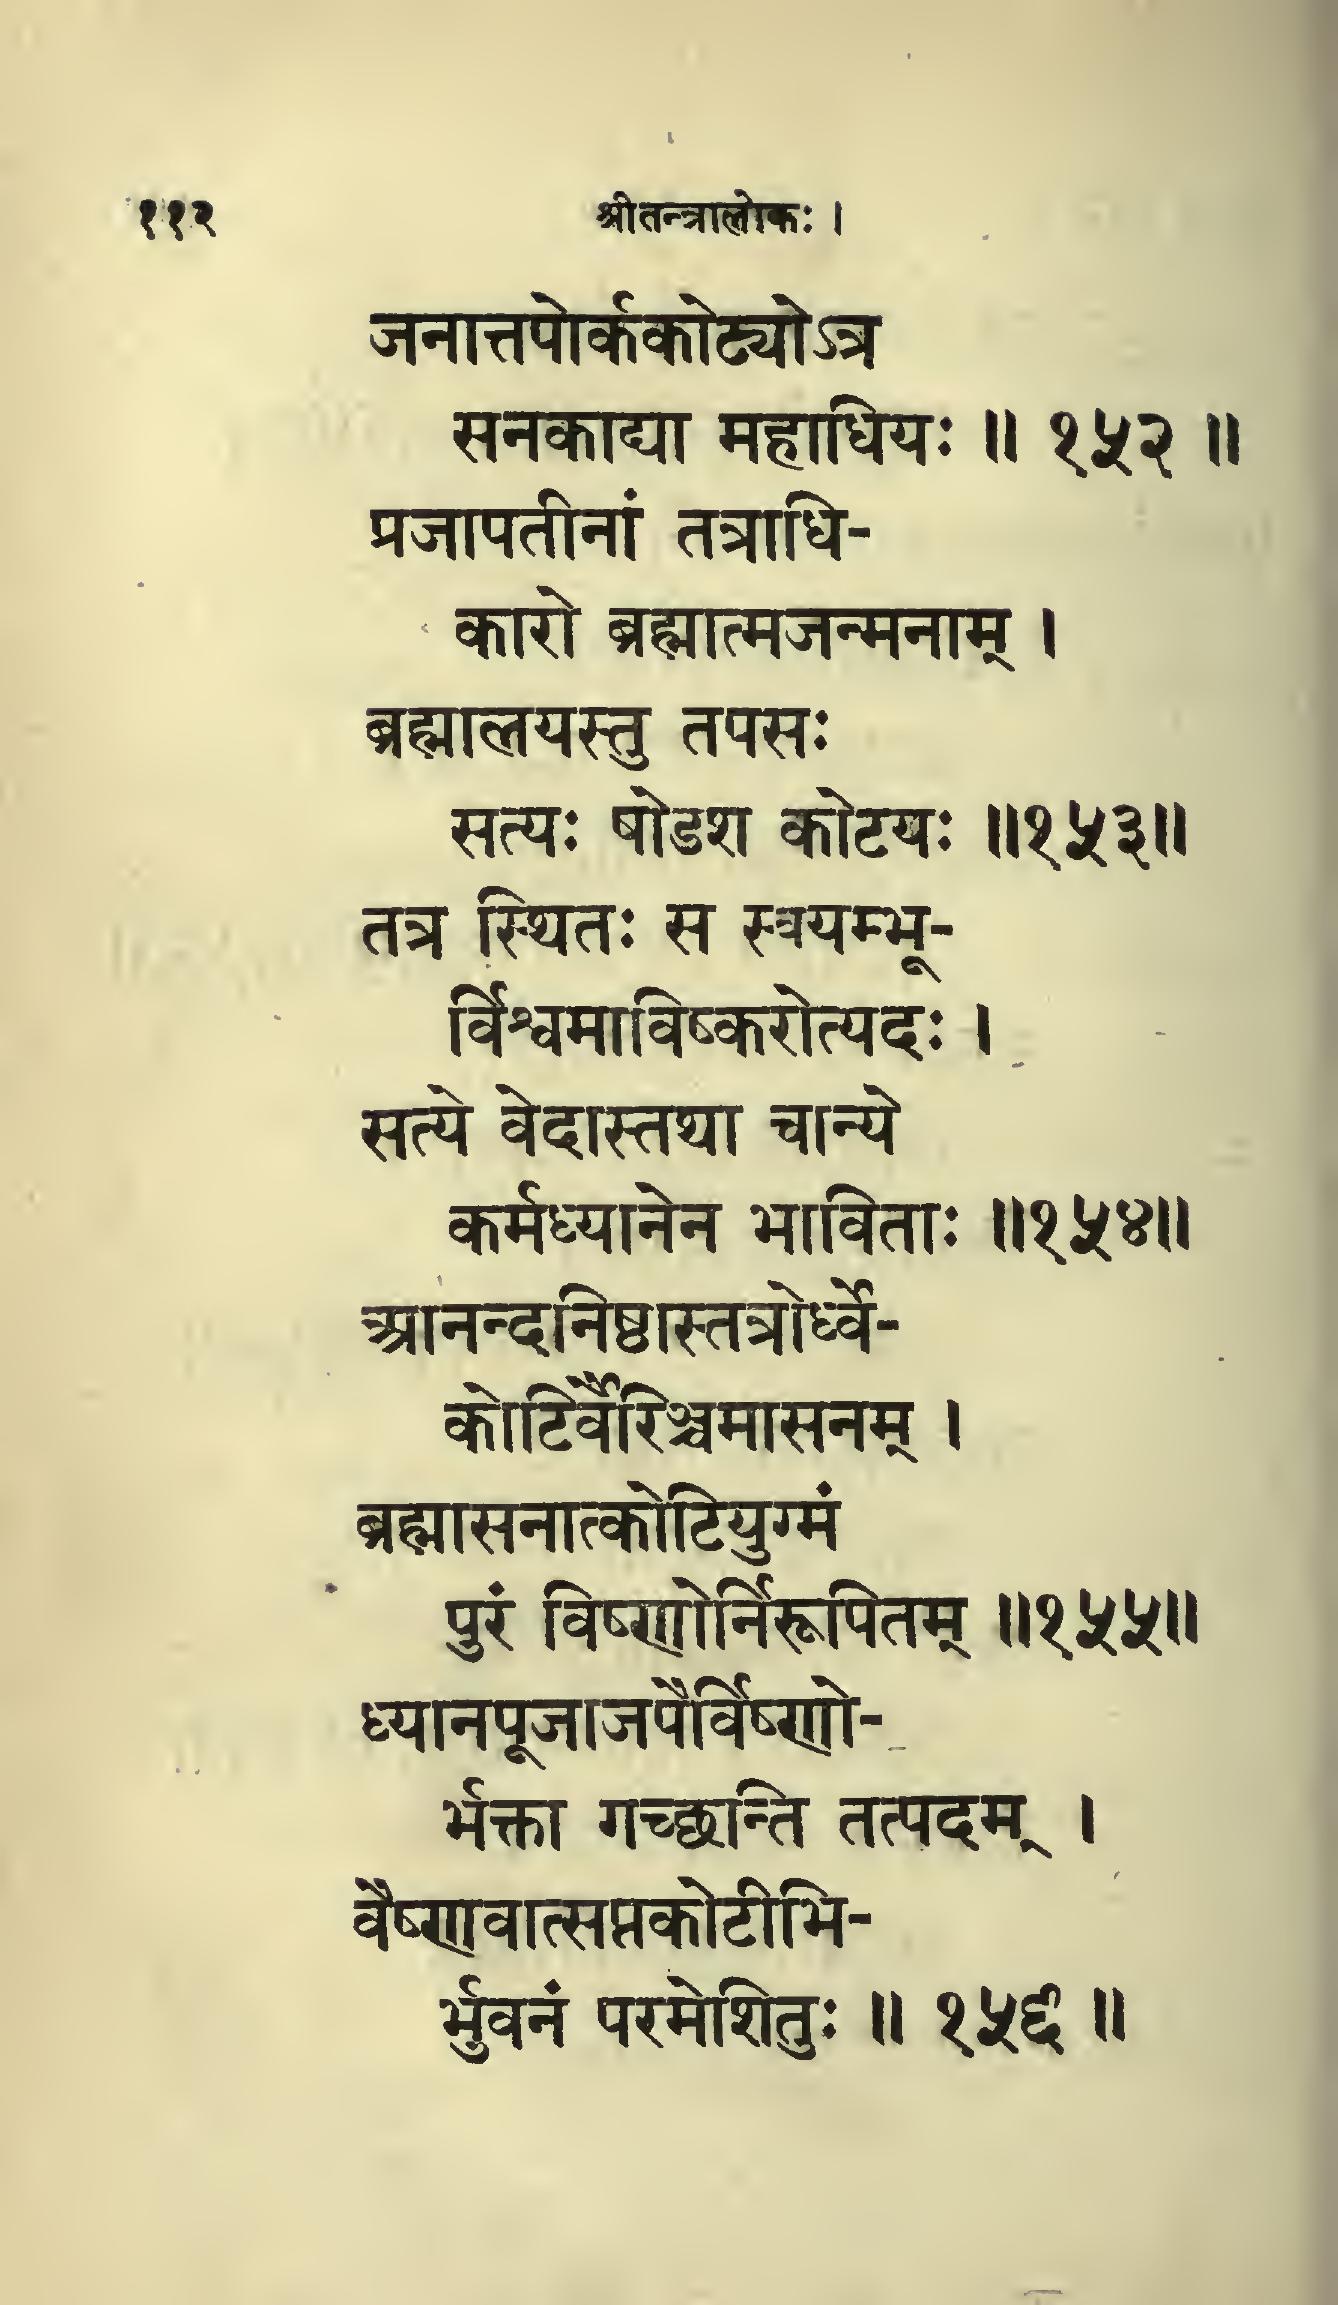 ११२ श्रीतन्त्रालोकः ।
जनात्तपोर्ककोट्योऽत्र
सनकाद्या महाधियः ॥ १५२ ॥
प्रजापतीनां तत्राधि-
कारो ब्रह्मात्मजन्मनाम् ।
ब्रह्मालयस्तु तपसः
सत्यः षोडश कोटयः ॥१५३॥
तत्र स्थितः स स्वयम्भू-
र्विश्वमाविष्करोत्यदः ।
सत्ये वेदास्तथा चान्ये
कर्मध्यानेन भाविताः ॥१५४॥
आनन्दनिष्ठास्तत्रोर्ध्वे-
कोटिर्वैरिञ्चमासनम् ।
ब्रह्मासनात्कोटियुग्मं
पुरं विष्णोर्निरूपितम् ॥१५५॥
ध्यानपूजाजपैर्विष्णो-
र्भक्ता गच्छान्ति तत्पदम् ।
वैष्णवात्सप्तकोटीभि-
र्भुवनं परमेशितुः ॥ १५६ ॥